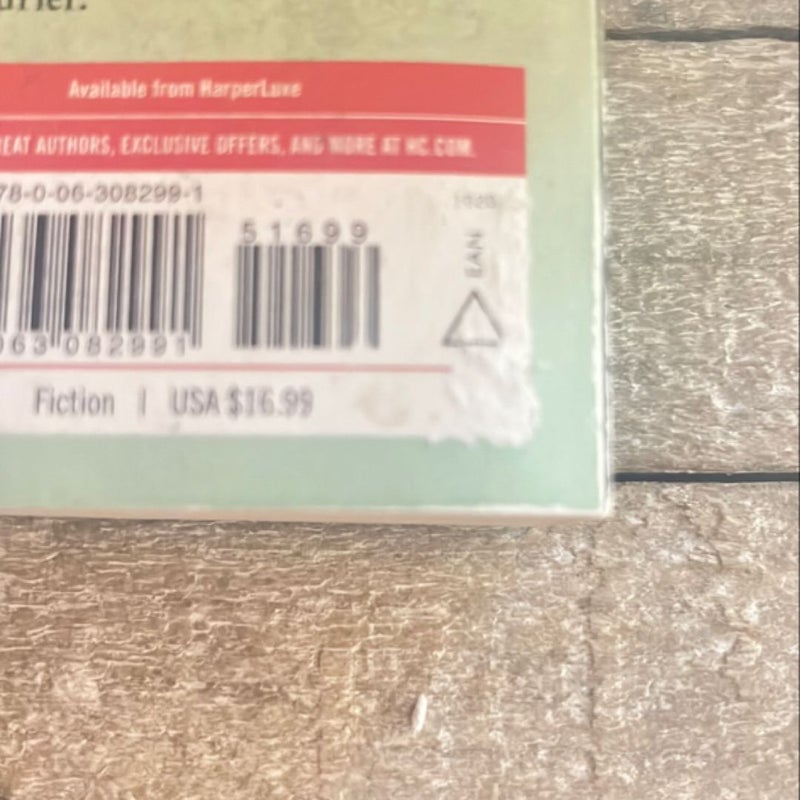 Available from HarperLuxe
EAT AUTHORS, EXCLUSIVE OFFERS, AND MORE AT HC.COM.
78-0-06-308299-1
51699
EAN
063 082991
Fiction | USA $16.99